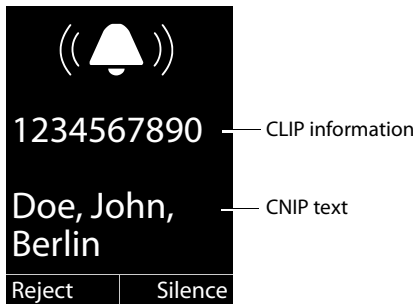 1234567890
CLIP information
Doe, John,
Berlin
CNIP text
Reject
Silence